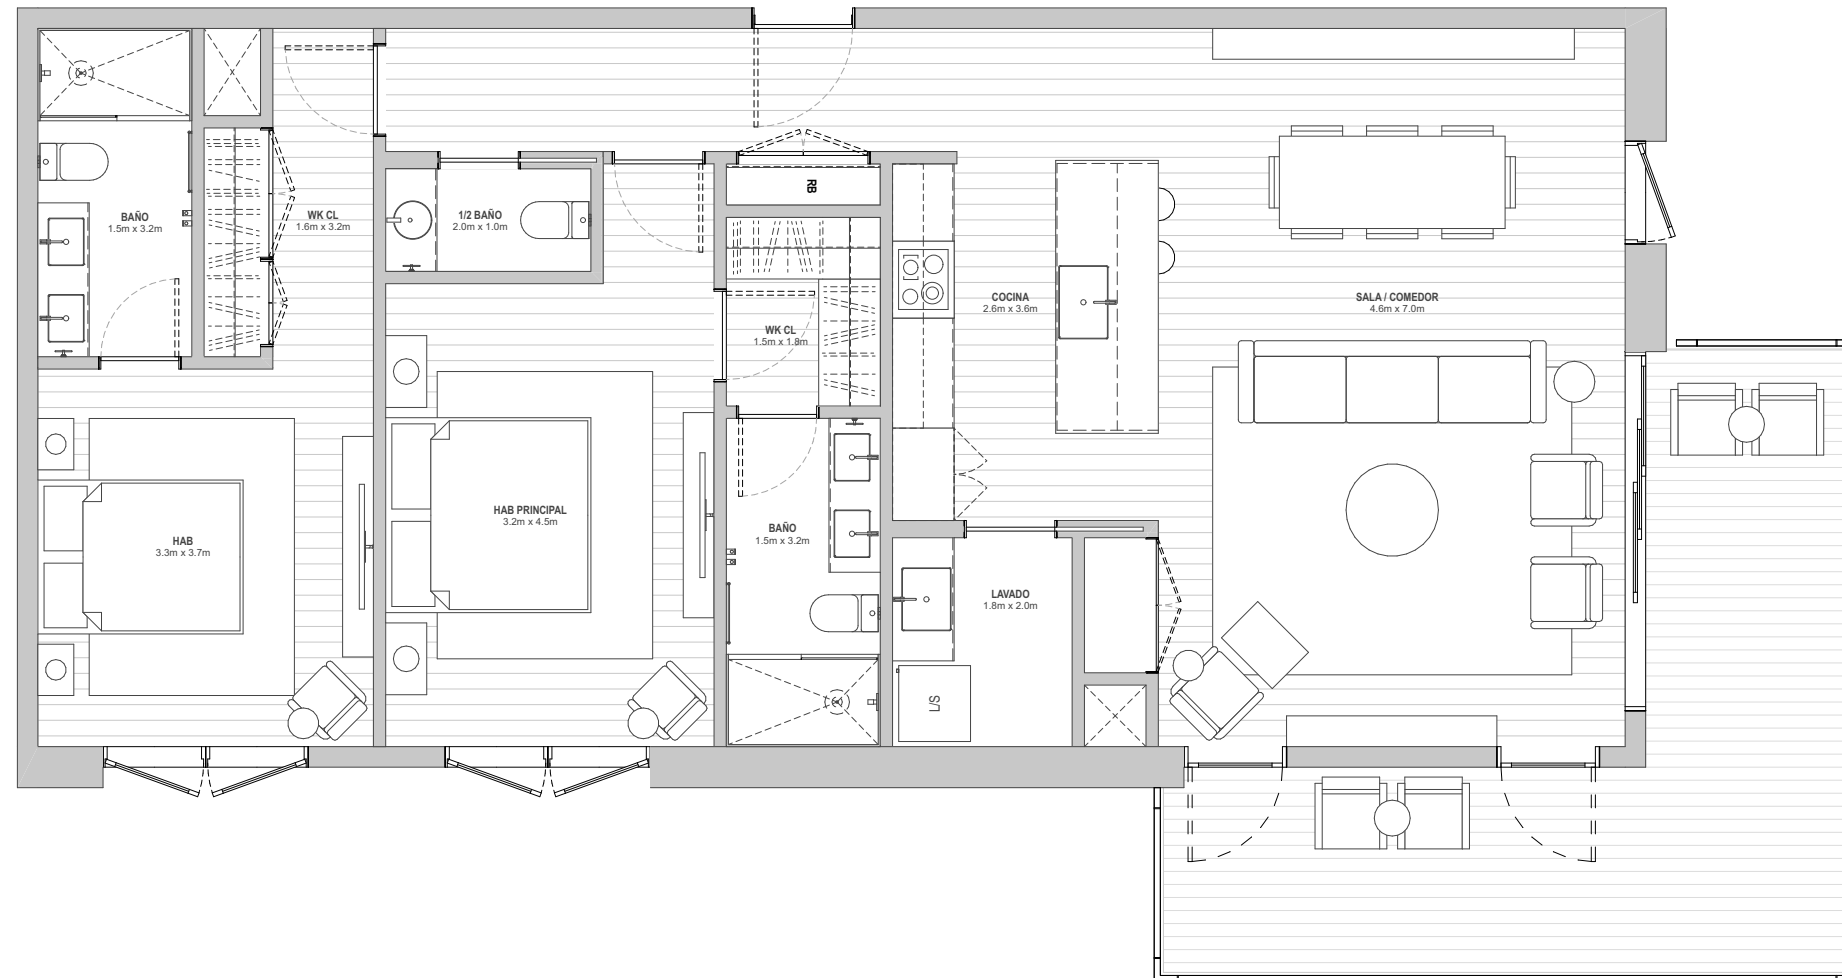 BAÑO
1.5m x 3.2m
WK CL
1.6m x 3.2m
1/2 BAÑO
2.0m x 1.0m
RB
WK CL
1.5m x 1.8m
COCINA
2.6m x 3.6m
SALA / COMEDOR
4.6m x 7.0m
HAB
3.3m x 3.7m
HAB PRINCIPAL
3.2m x 4.5m
BAÑO
1.5m x 3.2m
LAVADO
1.8m x 2.0m
L/S